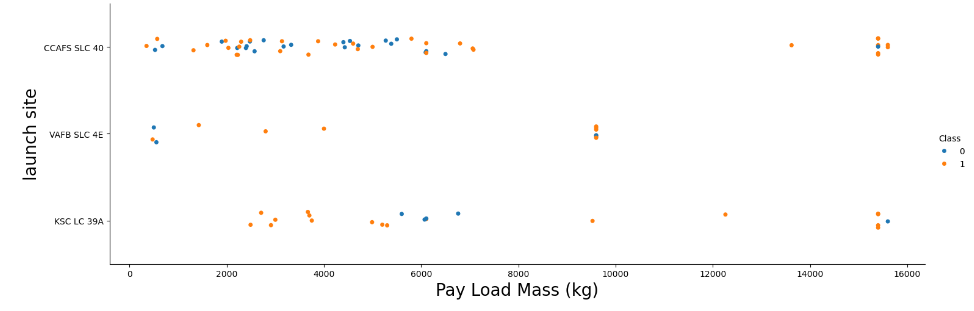 CCAFS SLC 40
VAFB SLC 4E
KSC LC 39A
launch site
0 2000 4000 6000 8000 10000 12000 14000 16000
Pay Load Mass (kg)
Class
0
1